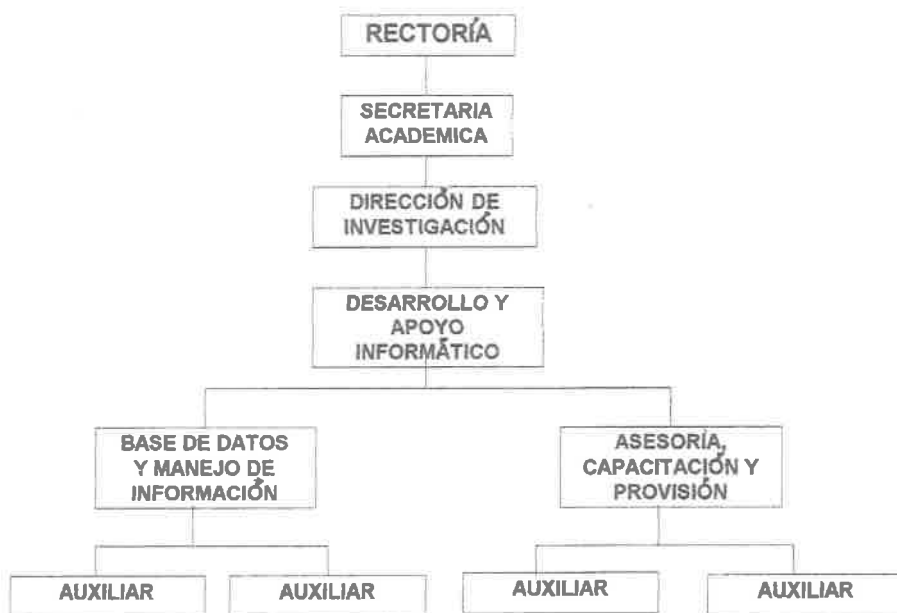 RECTORÍA
SECRETARIA
ACADEMICA
DIRECCIÓN DE
INVESTIGACIÓN
DESARROLLO Y
APOYO
INFORMÁTICO
BASE DE DATOS
Y MANEJO DE
INFORMACIÓN
ASESORÍA,
CAPACITACIÓN Y
PROVISIÓN
AUXILIAR
AUXILIAR
AUXILIAR
AUXILIAR